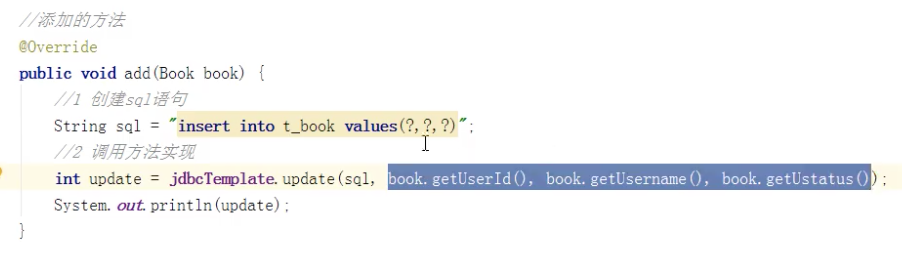 //添加的方法
@Override
public void add(Book book) {
//1 创建sql语句
String sql = "insert into t_book values(?,?,?)";
//2 调用方法实现
int update = jdbcTemplate.update(sql, book.getUserId(), book.getUsername(), book.getUstatus());
System.out.println(update);
}